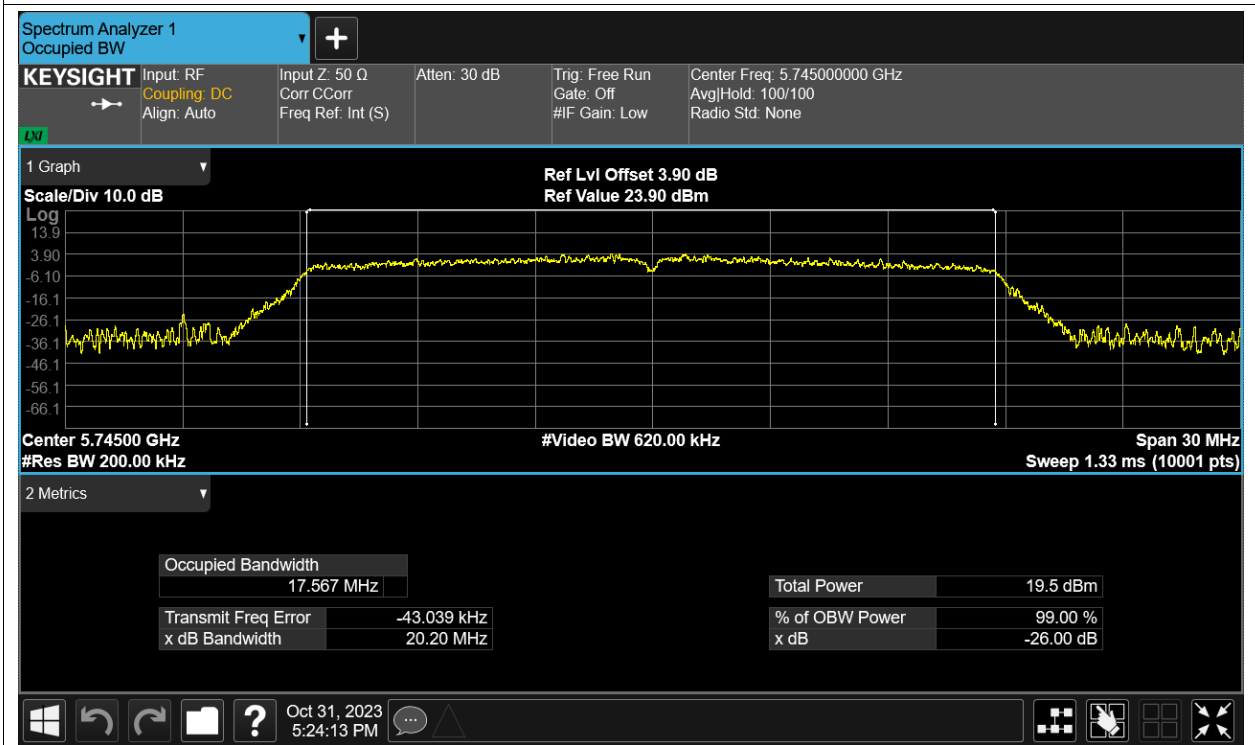 Spectrum Analyzer 1
Occupied BW
KEYSIGHT
Input: RF
Coupling: DC
Align: Auto
Input Z: 50 Ω
Corr CCorr
Freq Ref: Int (S)
Atten: 30 dB
Trig: Free Run
Gate: Off
#IF Gain: Low
Center Freq: 5.745000000 GHz
Avg|Hold: 100/100
Radio Std: None
LXI
1 Graph
Scale/Div 10.0 dB
Ref Lvl Offset 3.90 dB
Ref Value 23.90 dBm
Log
13.9
3.90
-6.10
-16.1
-26.1
-36.1
-46.1
-56.1
-66.1
Center 5.74500 GHz
#Video BW 620.00 kHz
Span 30 MHz
#Res BW 200.00 kHz
Sweep 1.33 ms (10001 pts)
2 Metrics
Occupied Bandwidth
17.567 MHz
Total Power 19.5 dBm
Transmit Freq Error -43.039 kHz
% of OBW Power 99.00 %
x dB Bandwidth 20.20 MHz
x dB -26.00 dB
Oct 31, 2023
5:24:13 PM